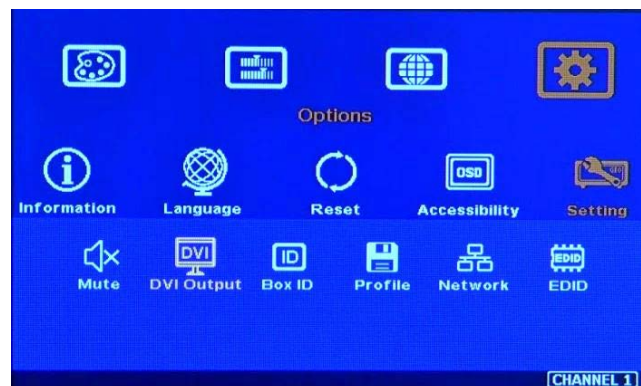 Options
OSD
Information Language Reset Accessibility Setting
DVI ID EDID
Mute DVI Output Box ID Profile Network EDID
CHANNEL 1